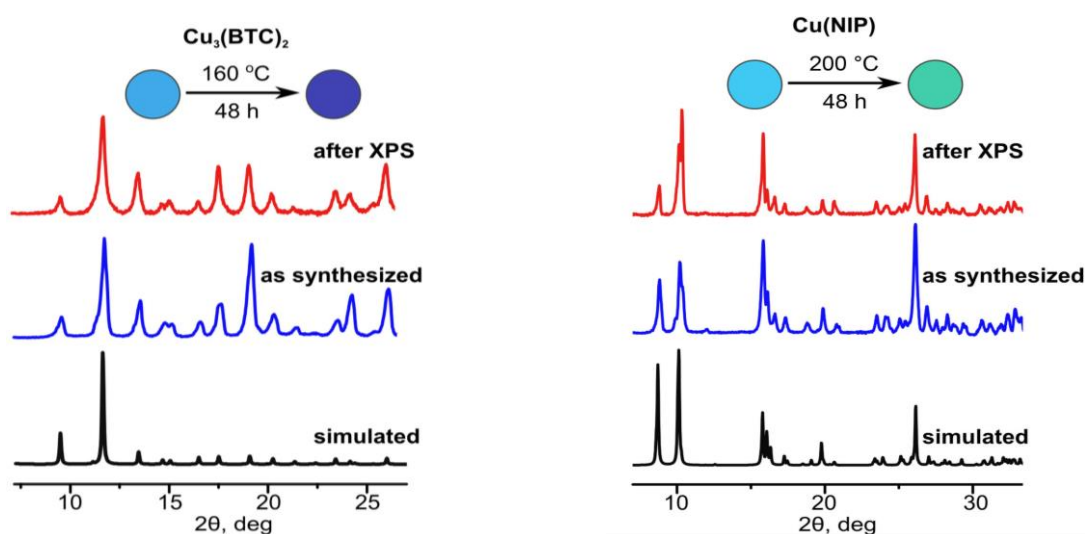 Cu₃(BTC)₂
160 °C
48 h
after XPS
as synthesized
simulated
10 15 20 25
2θ, deg
Cu(NIP)
200 °C
48 h
after XPS
as synthesized
simulated
10 20 30
2θ, deg